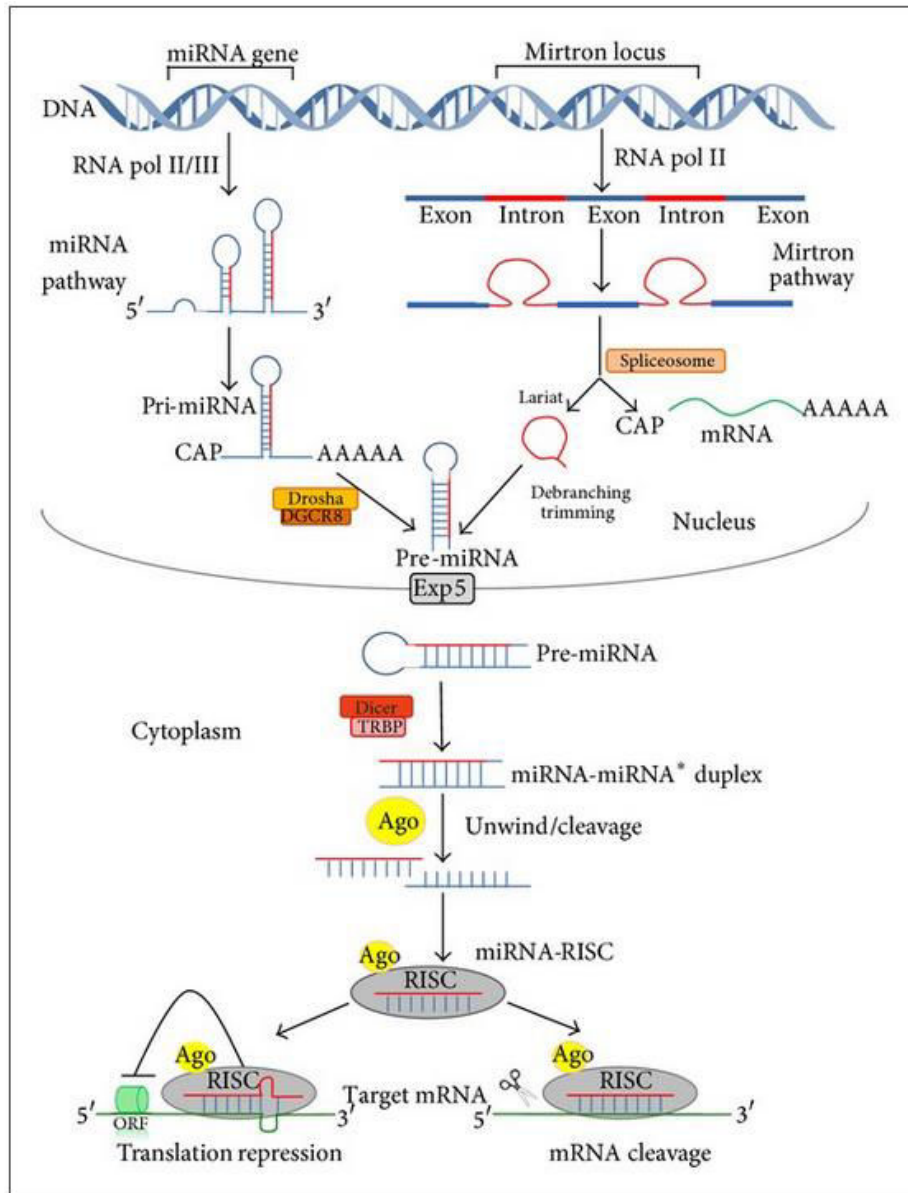 miRNA gene
Mirtron locus
DNA
RNA pol II/III
RNA pol II
Exon Intron Exon Intron Exon
miRNA
pathway
Mirtron
pathway
5′ 3′
Spliceosome
Pri-miRNA
Lariat
CAP
mRNA
AAAAA
CAP
AAAAA
Drosha
DGCR8
Debranching
trimming
Nucleus
Pre-miRNA
Exp5
Pre-miRNA
Dicer
TRBP
Cytoplasm
miRNA-miRNA* duplex
Ago
Unwind/cleavage
miRNA-RISC
Ago
RISC
Ago
RISC
Target mRNA
Ago
RISC
5′ 3′
ORF
5′ 3′
Translation repression
mRNA cleavage